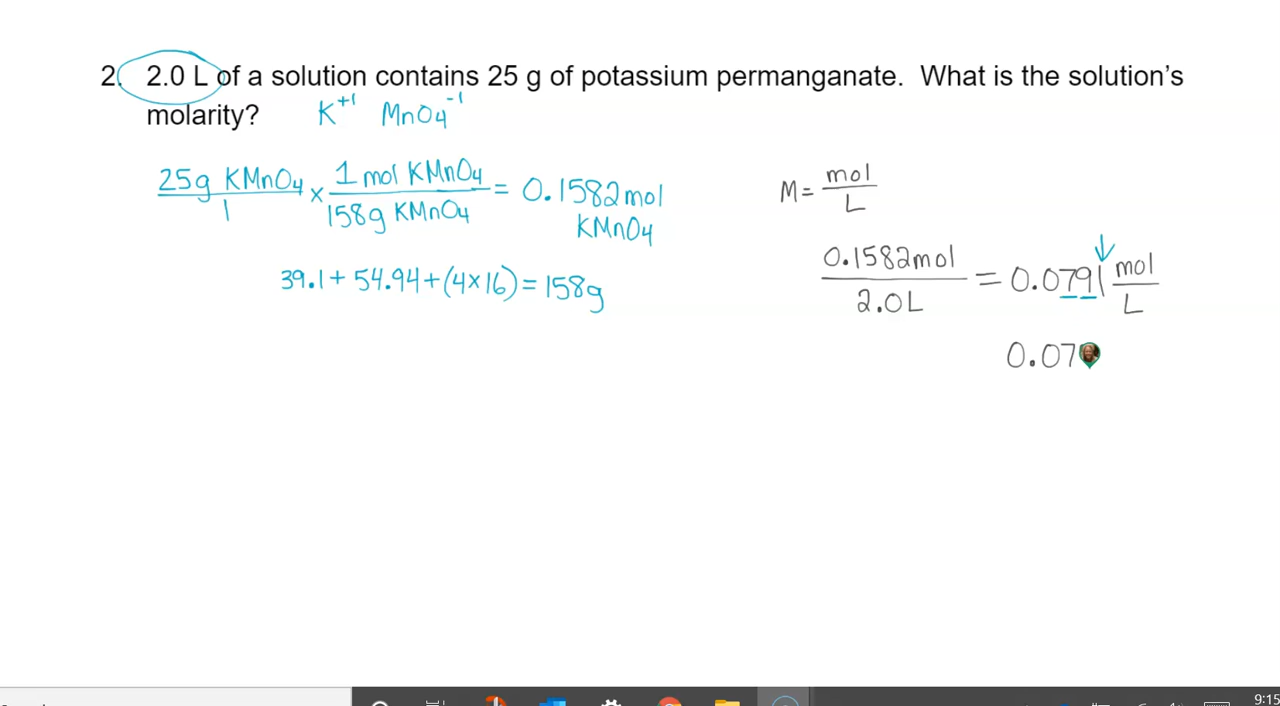 2. 2.0 L of a solution contains 25 g of potassium permanganate. What is the solution's
molarity? K⁺¹ MnO₄⁻¹
25g KMnO₄ / 1 × 1 mol KMnO₄ / 158g KMnO₄ = 0.1582 mol
KMnO₄
39.1 + 54.94 + (4×16) = 158g
M = mol / L
0.1582 mol / 2.0L = 0.0791 mol / L
0.07
9:15